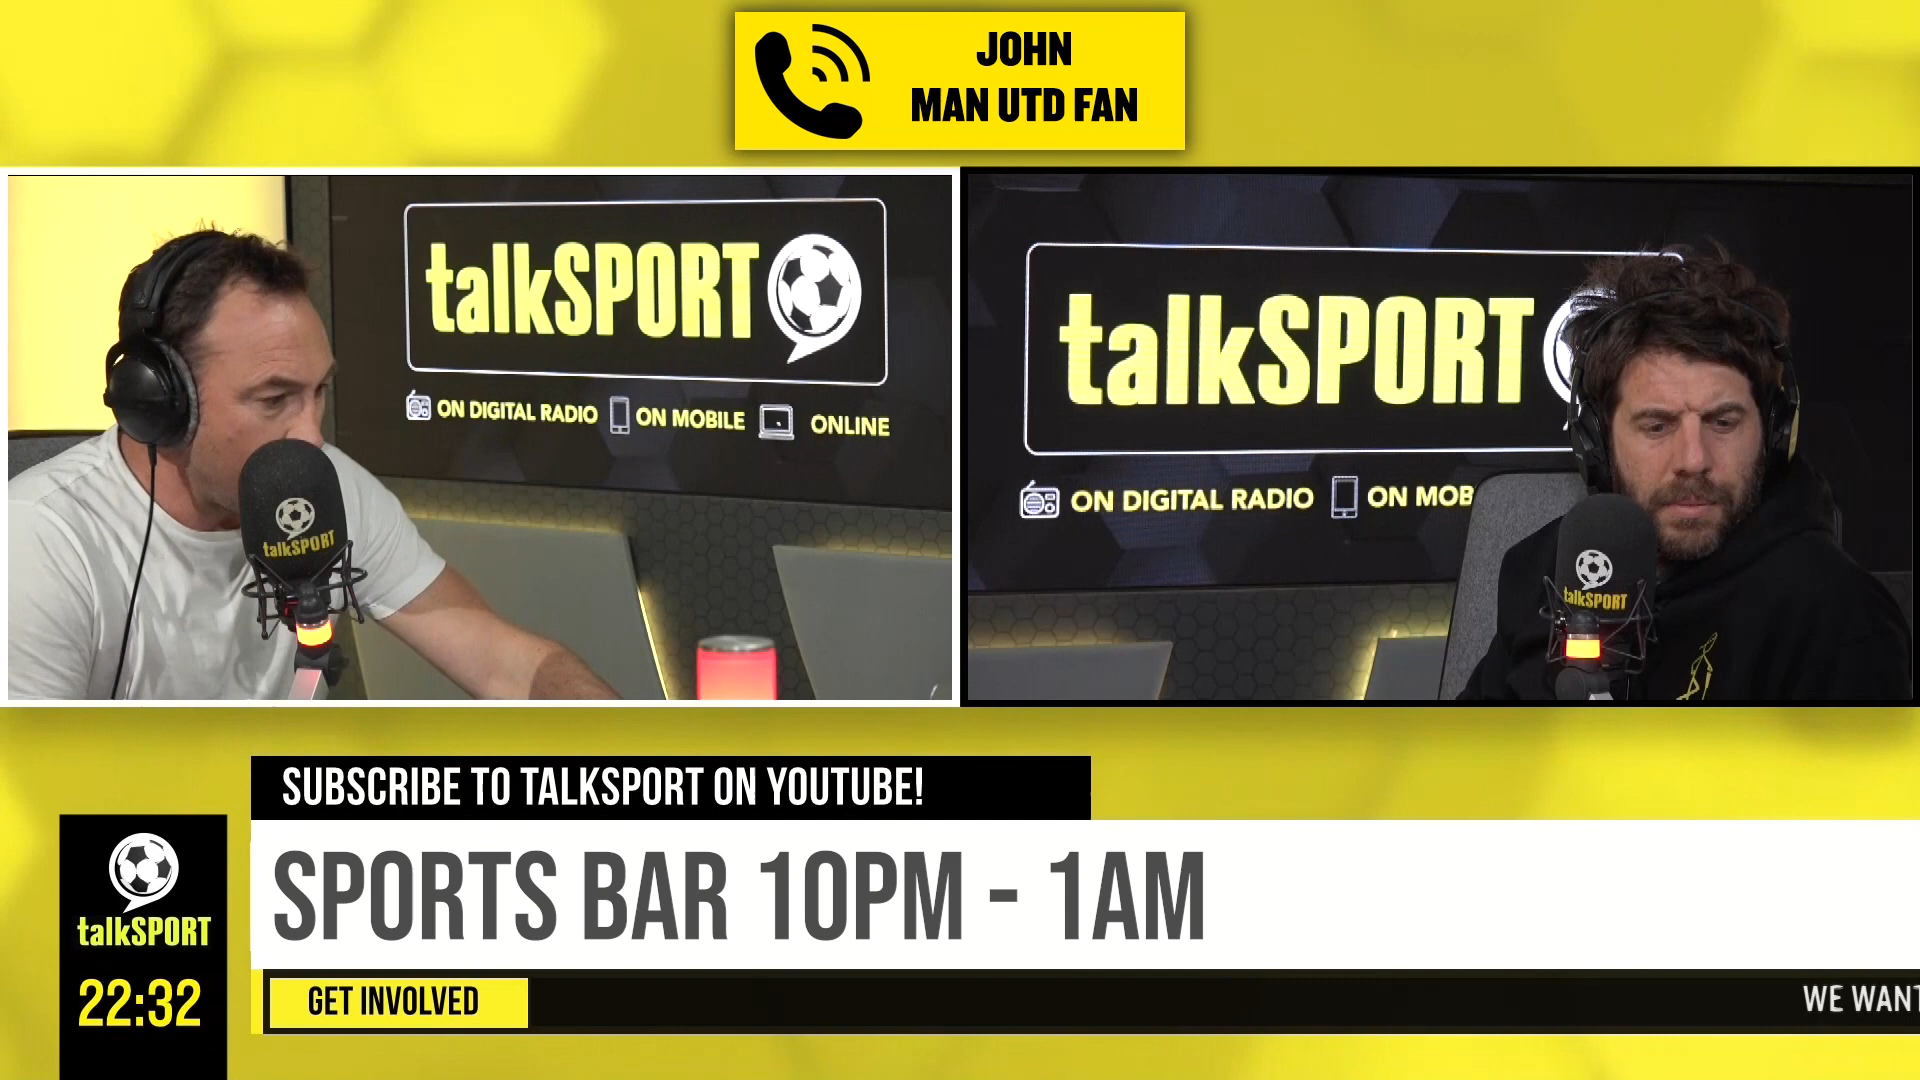 JOHN
MAN UTD FAN
talkSPORT
ON DIGITAL RADIO ON MOBILE ONLINE
talkSPORT
talkSPORT
ON DIGITAL RADIO ON MOB
talkSPORT
SUBSCRIBE TO TALKSPORT ON YOUTUBE!
SPORTS BAR 10PM - 1AM
talkSPORT
22:32
GET INVOLVED
WE WANT